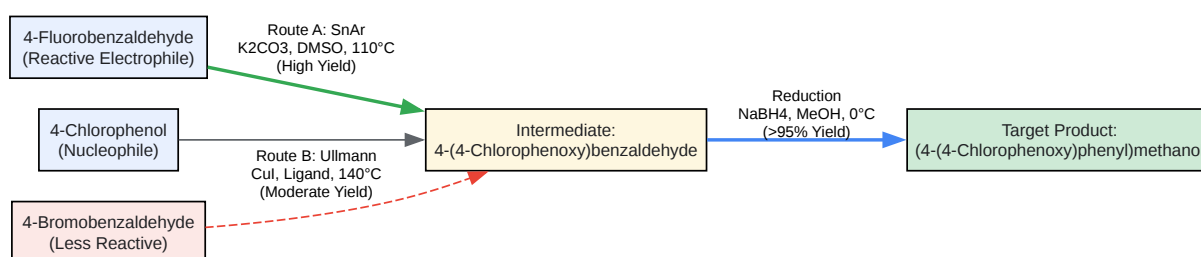 4-Fluorobenzaldehyde
(Reactive Electrophile)
Route A: SnAr
K2CO3, DMSO, 110°C
(High Yield)
4-Chlorophenol
(Nucleophile)
Route B: Ullmann
CuI, Ligand, 140°C
(Moderate Yield)
4-Bromobenzaldehyde
(Less Reactive)
Intermediate:
4-(4-Chlorophenoxy)benzaldehyde
Reduction
NaBH4, MeOH, 0°C
(>95% Yield)
Target Product:
(4-(4-Chlorophenoxy)phenyl)methano